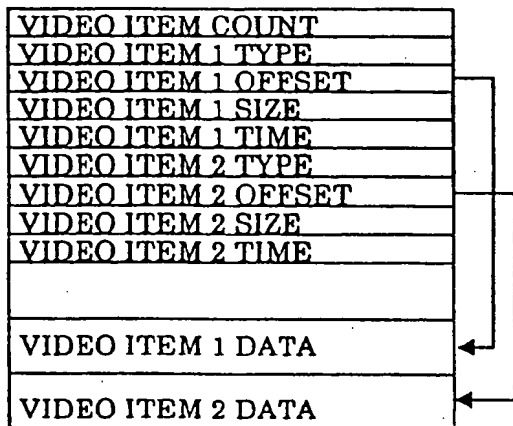 VIDEO ITEM COUNT
VIDEO ITEM 1 TYPE
VIDEO ITEM 1 OFFSET
VIDEO ITEM 1 SIZE
VIDEO ITEM 1 TIME
VIDEO ITEM 2 TYPE
VIDEO ITEM 2 OFFSET
VIDEO ITEM 2 SIZE
VIDEO ITEM 2 TIME
VIDEO ITEM 1 DATA
VIDEO ITEM 2 DATA